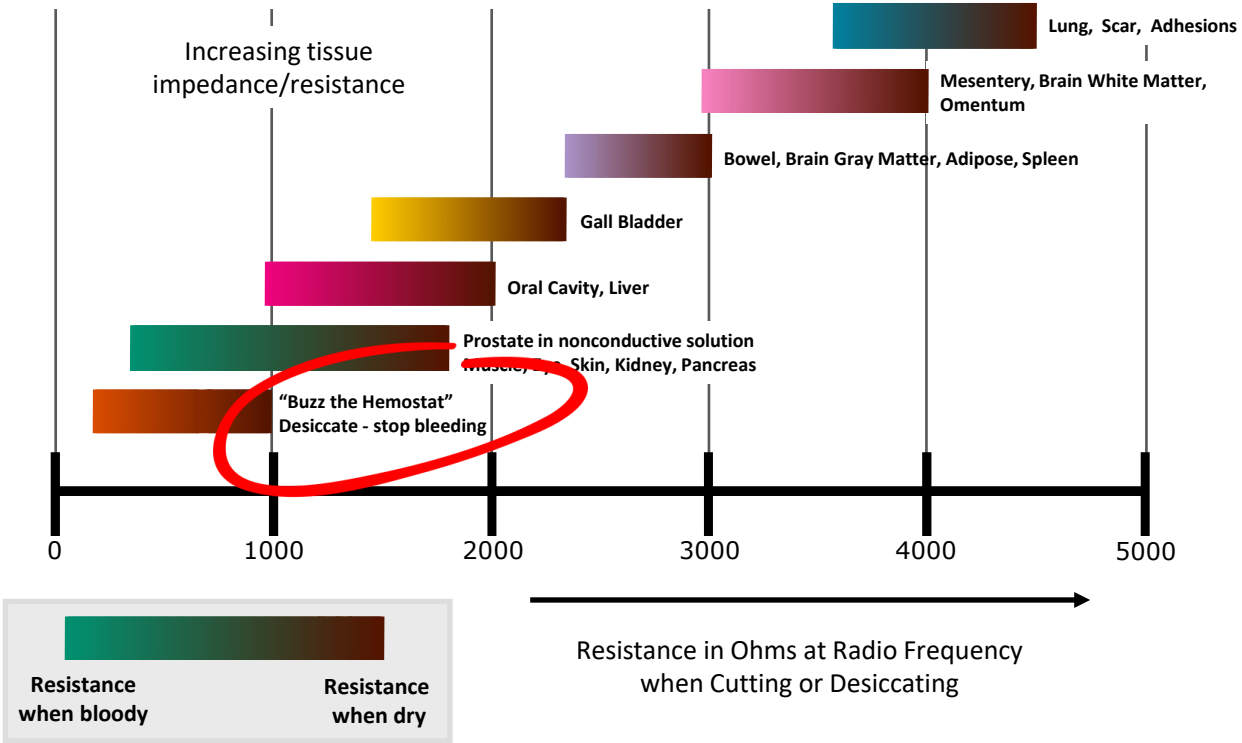 Increasing tissue
impedance/resistance
Lung, Scar, Adhesions
Mesentery, Brain White Matter,
Omentum
Bowel, Brain Gray Matter, Adipose, Spleen
Gall Bladder
Oral Cavity, Liver
Prostate in nonconductive solution
Muscle, Eye, Skin, Kidney, Pancreas
“Buzz the Hemostat”
Desiccate - stop bleeding
0 1000 2000 3000 4000 5000
Resistance
when bloody
Resistance
when dry
Resistance in Ohms at Radio Frequency
when Cutting or Desiccating